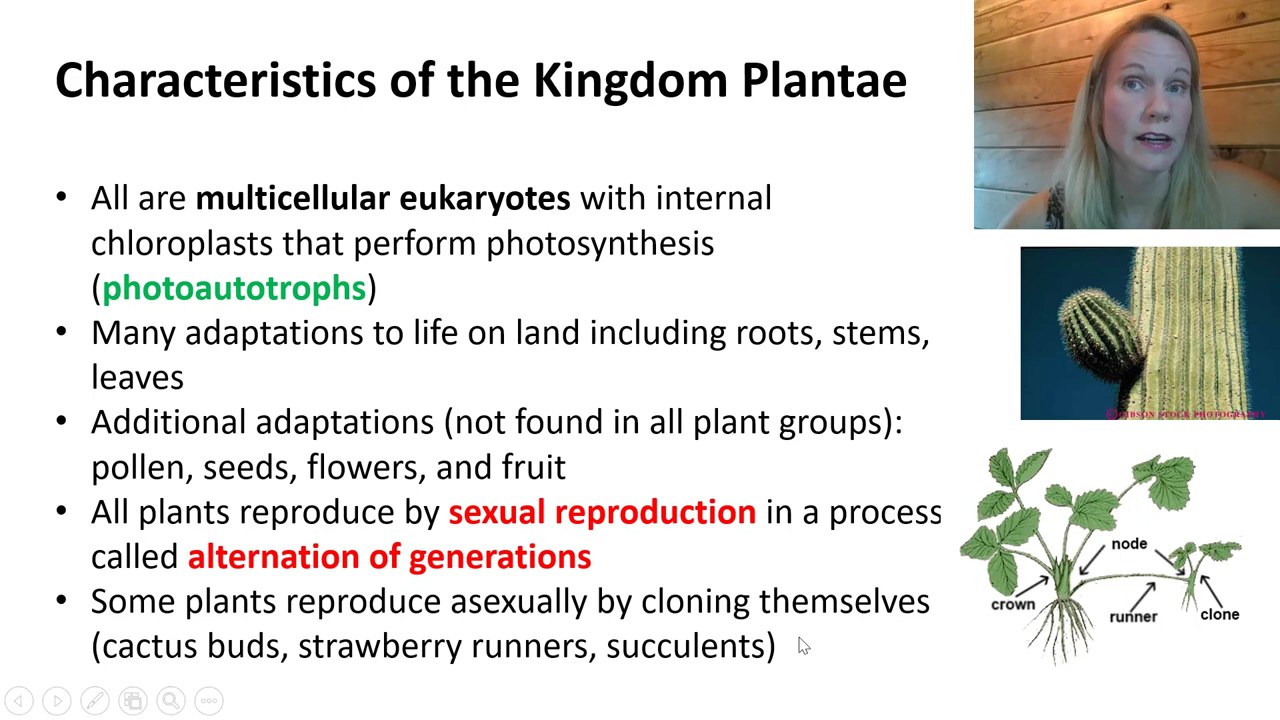 Characteristics of the Kingdom Plantae
• All are multicellular eukaryotes with internal
chloroplasts that perform photosynthesis
(photoautotrophs)
• Many adaptations to life on land including roots, stems,
leaves
• Additional adaptations (not found in all plant groups):
pollen, seeds, flowers, and fruit
• All plants reproduce by sexual reproduction in a process
called alternation of generations
• Some plants reproduce asexually by cloning themselves
(cactus buds, strawberry runners, succulents)
©GIBSON STOCK PHOTOGRAPHY
node
crown
runner
clone